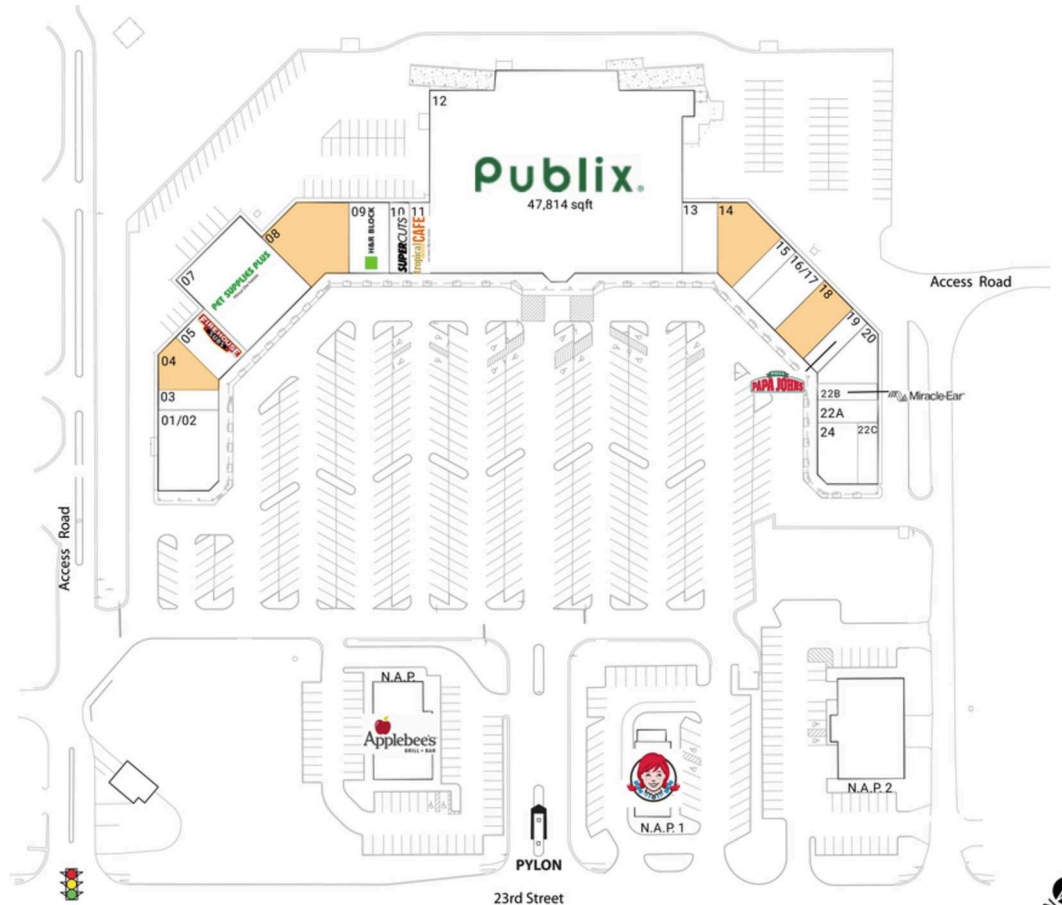 12
Publix.
47,814 sqft
09
H&R BLOCK
10
SUPERCUTS
11
tropical CAFE
13
14
15
16/17
18
19
20
08
07
PET SUPPLIES PLUS
05
FIREHOUSE
SUBS
04
03
01/02
PAPA JOHNS
22B
Miracle-Ear
22A
24
22C
Access Road
Access Road
N.A.P.
Applebee's
GRILL + BAR
N.A.P. 1
N.A.P. 2
PYLON
23rd Street